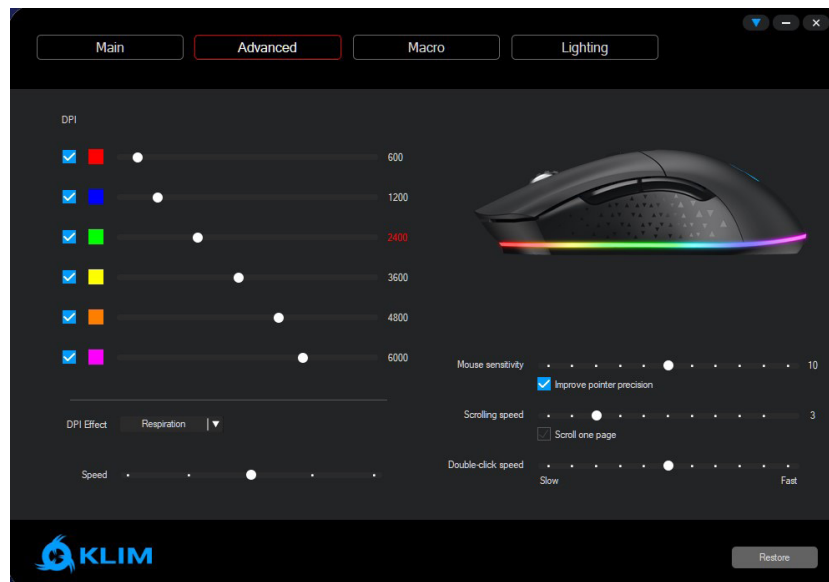 Main Advanced Macro Lighting
DPI
600
1200
2400
3600
4800
6000
DPI Effect Respiration
Speed
Mouse sensitivity 10
Improve pointer precision
Scrolling speed 3
Scroll one page
Double-click speed
Slow Fast
KLIM
Restore